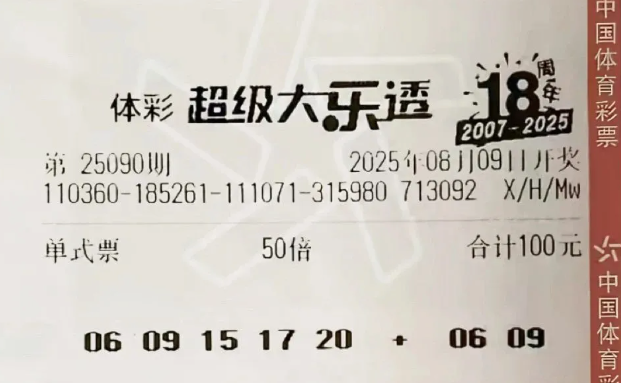 体彩 超级大乐透 18周年
2007-2025
第 25090期 2025年08月09日开奖
110360-185261-111071-315980 713092 X/H/Mw
单式票 50倍 合计100元
06 09 15 17 20 + 06 09
中国体育彩票
中国体育彩